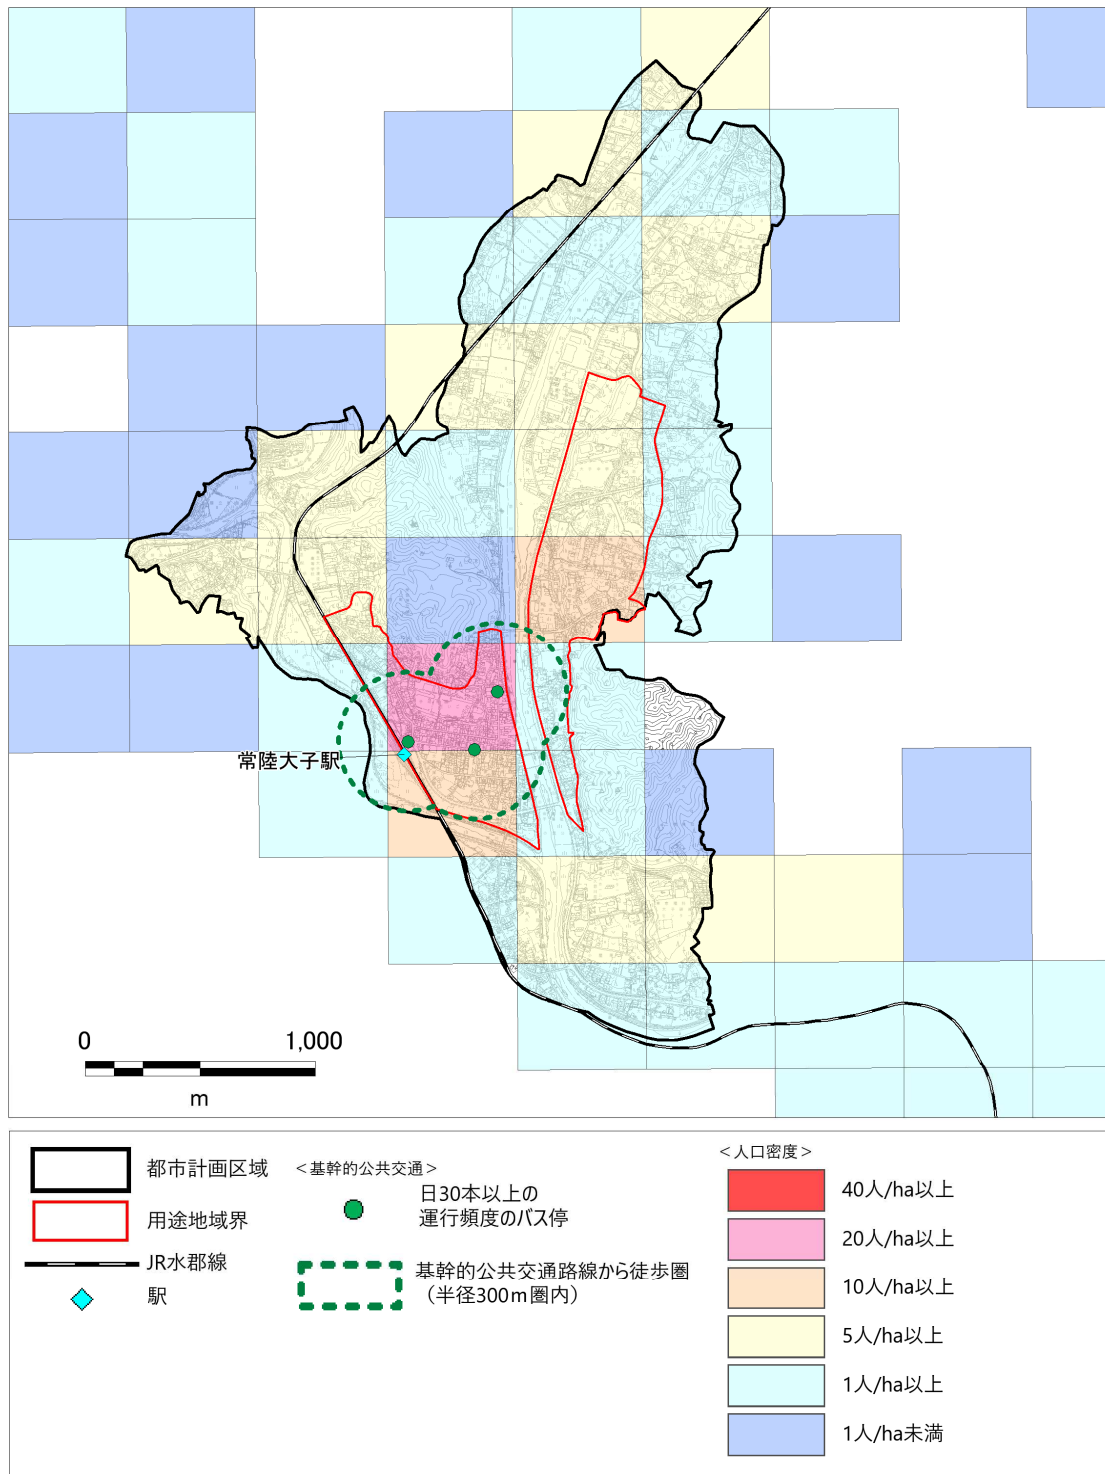 常陸大子駅
0 1,000
m
都市計画区域
用途地域界
JR水郡線
駅
<基幹的公共交通>
日30本以上の
運行頻度のバス停
基幹的公共交通路線から徒歩圏
(半径300m圏内)
<人口密度>
40人/ha以上
20人/ha以上
10人/ha以上
5人/ha以上
1人/ha以上
1人/ha未満